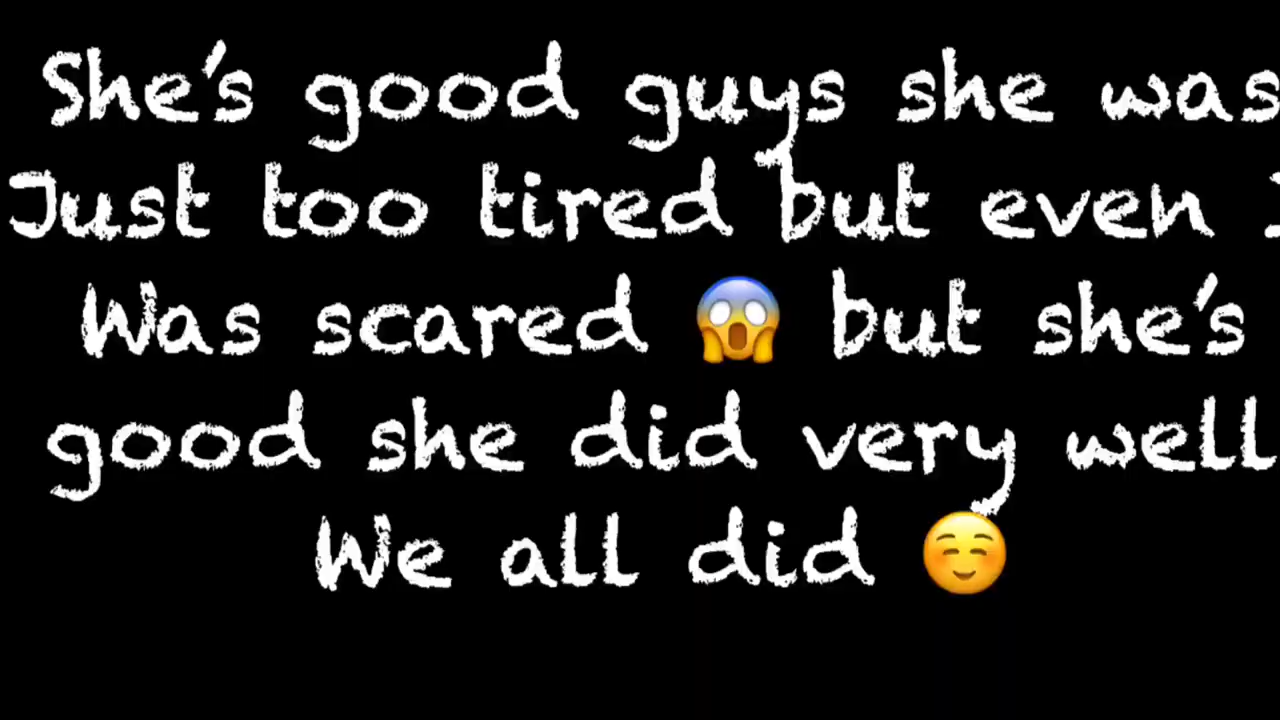 She's good guys she was
Just too tired but even I
Was scared 😱 but she's
good she did very well
We all did ☺️